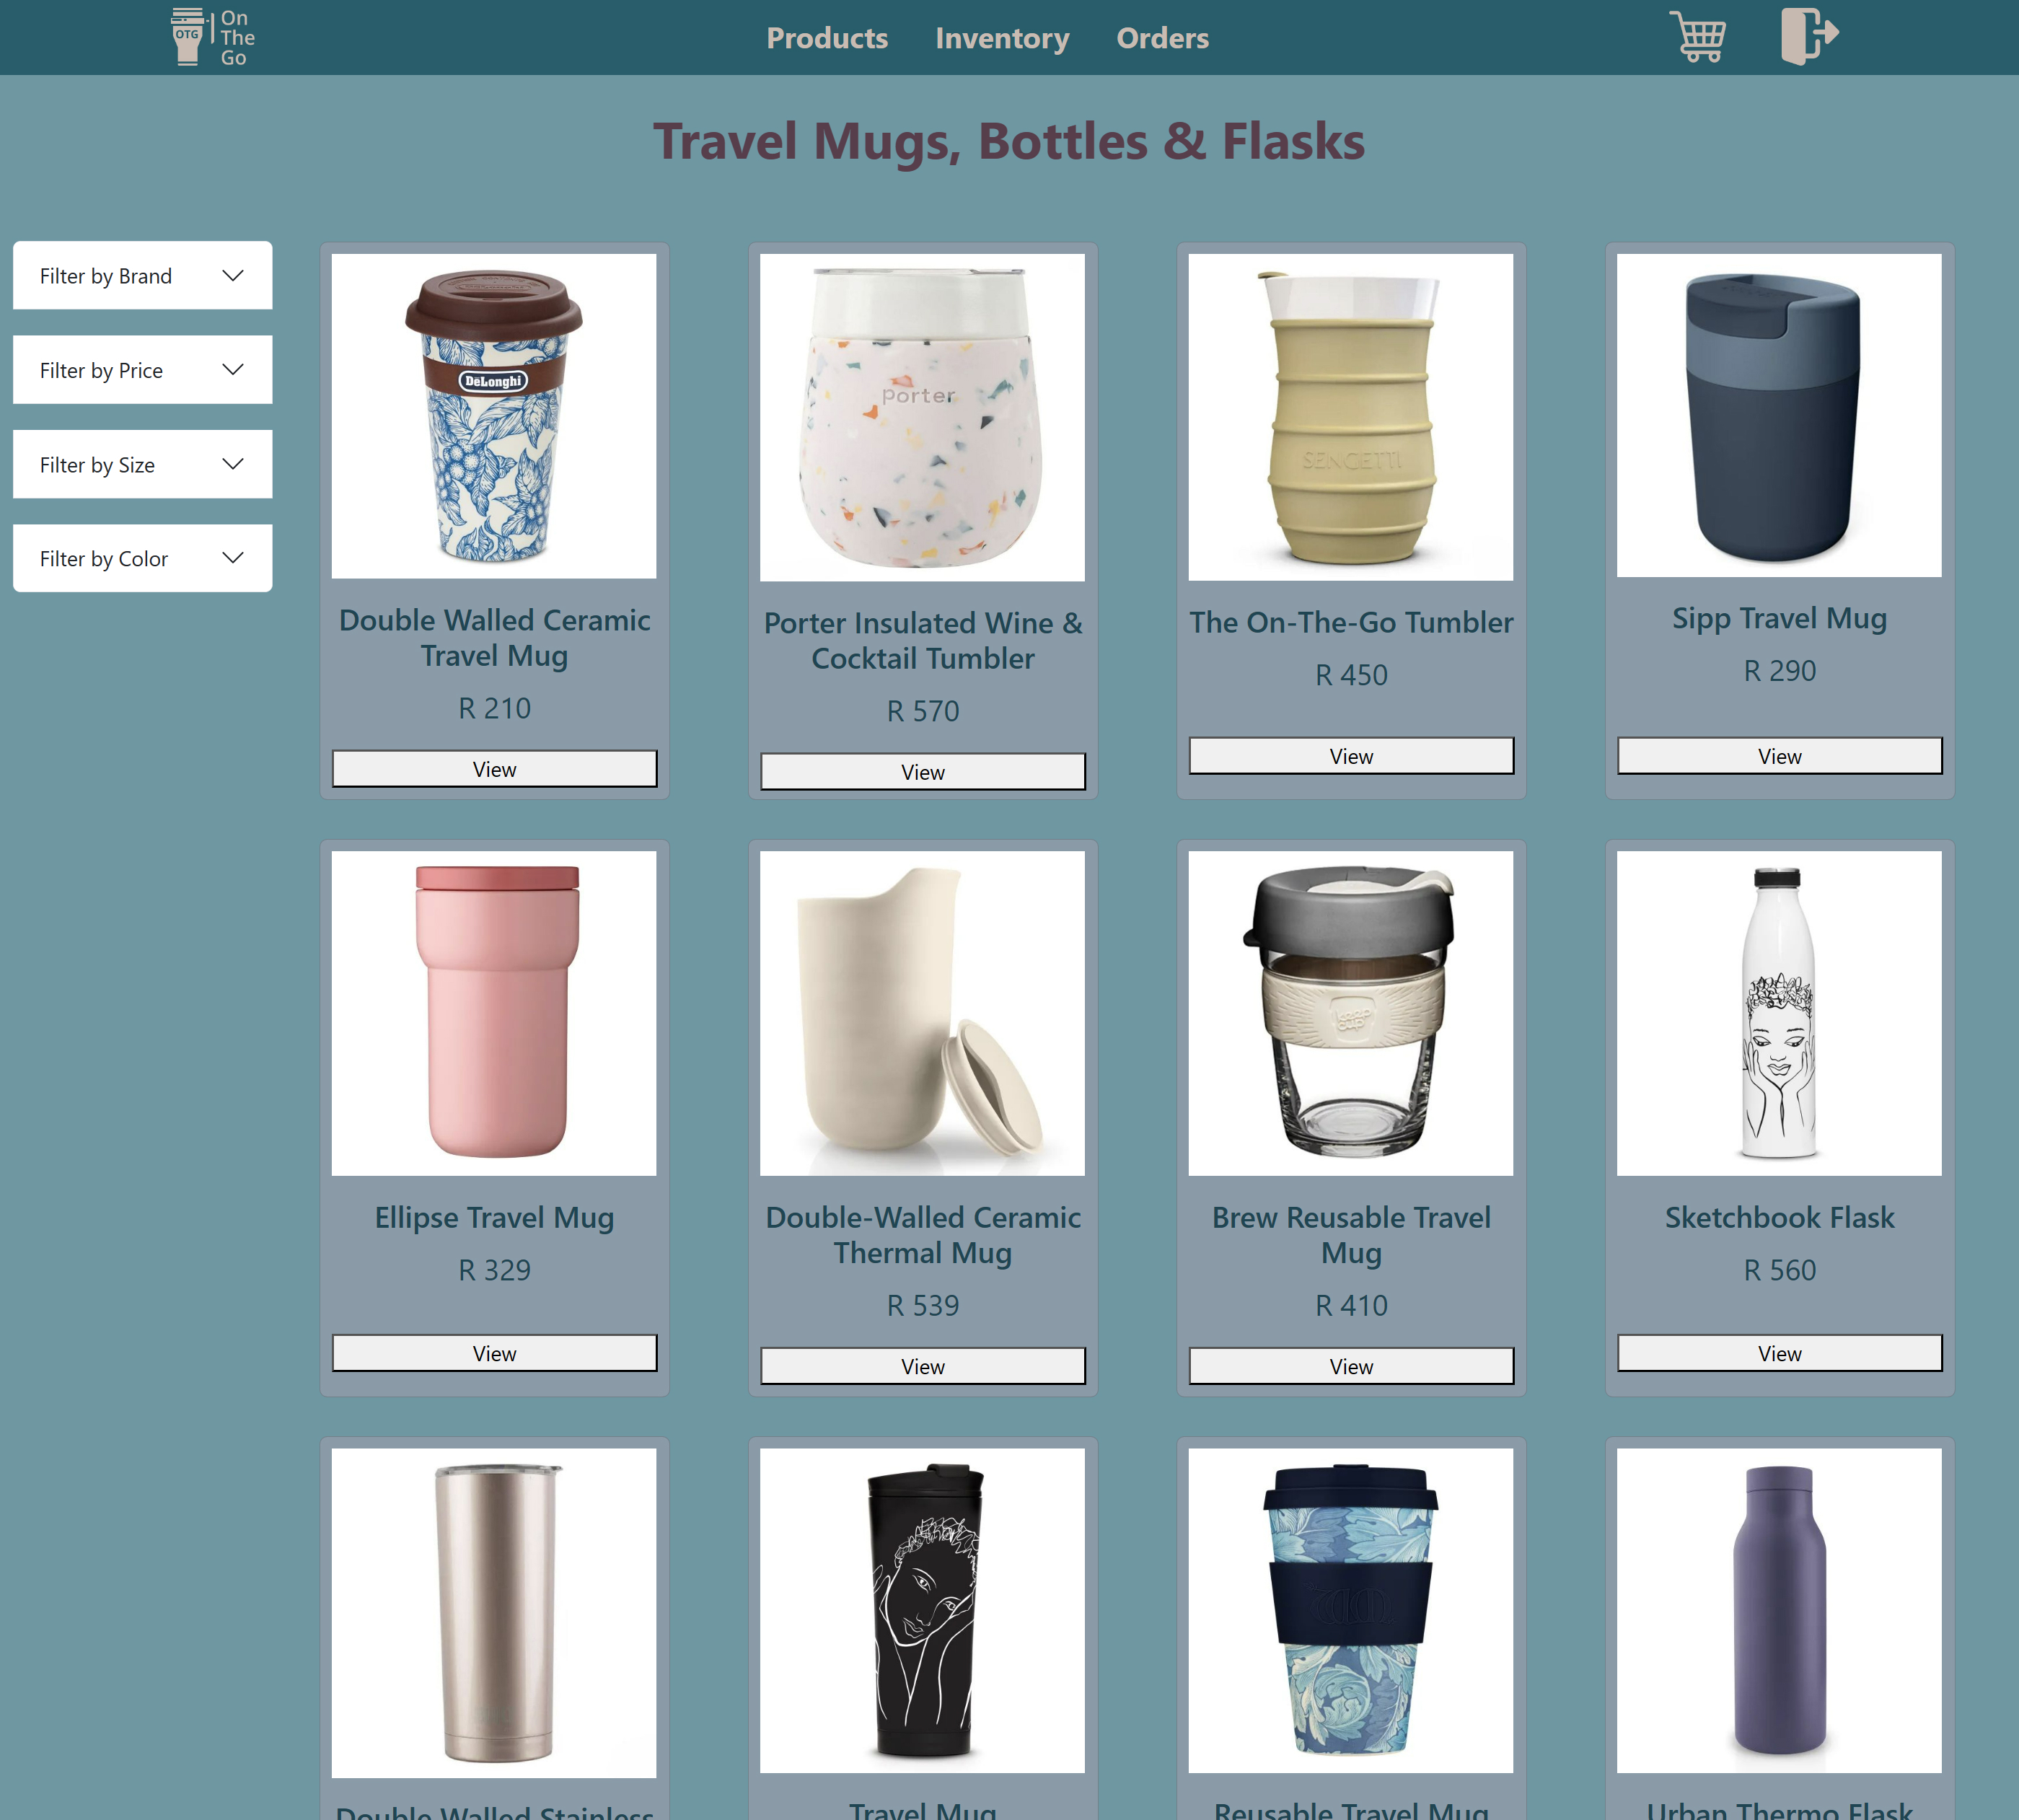 OTG
On
The
Go
Products
Inventory
Orders
Travel Mugs, Bottles & Flasks
Filter by Brand
Filter by Price
Filter by Size
Filter by Color
DeLonghi
Double Walled Ceramic
Travel Mug
R 210
View
porter
Porter Insulated Wine &
Cocktail Tumbler
R 570
View
SENGETTI
The On-The-Go Tumbler
R 450
View
Sipp Travel Mug
R 290
View
Ellipse Travel Mug
R 329
View
Double-Walled Ceramic
Thermal Mug
R 539
View
keep
cup
Brew Reusable Travel
Mug
R 410
View
Sketchbook Flask
R 560
View
Double Walled Stainless
Travel Mug
Reusable Travel Mug
Urban Thermo Flask